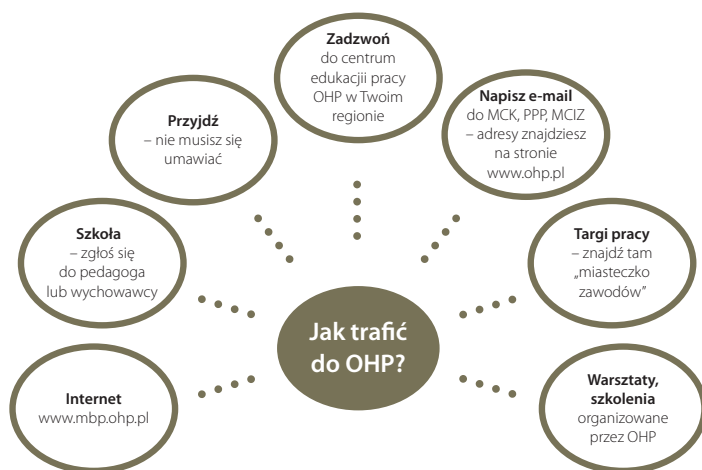 Zadzwoń
do centrum
edukacjii pracy
OHP w Twoim
regionie
Napisz e-mail
do MCK, PPP, MCIZ
– adresy znajdziesz
na stronie
www.ohp.pl
Przyjdź
– nie musisz się
umawiać
Szkoła
– zgłoś się
do pedagoga
lub wychowawcy
Targi pracy
– znajdź tam
„miasteczko
zawodów”
Jak trafić
do OHP?
Internet
www.mbp.ohp.pl
Warsztaty,
szkolenia
organizowane
przez OHP